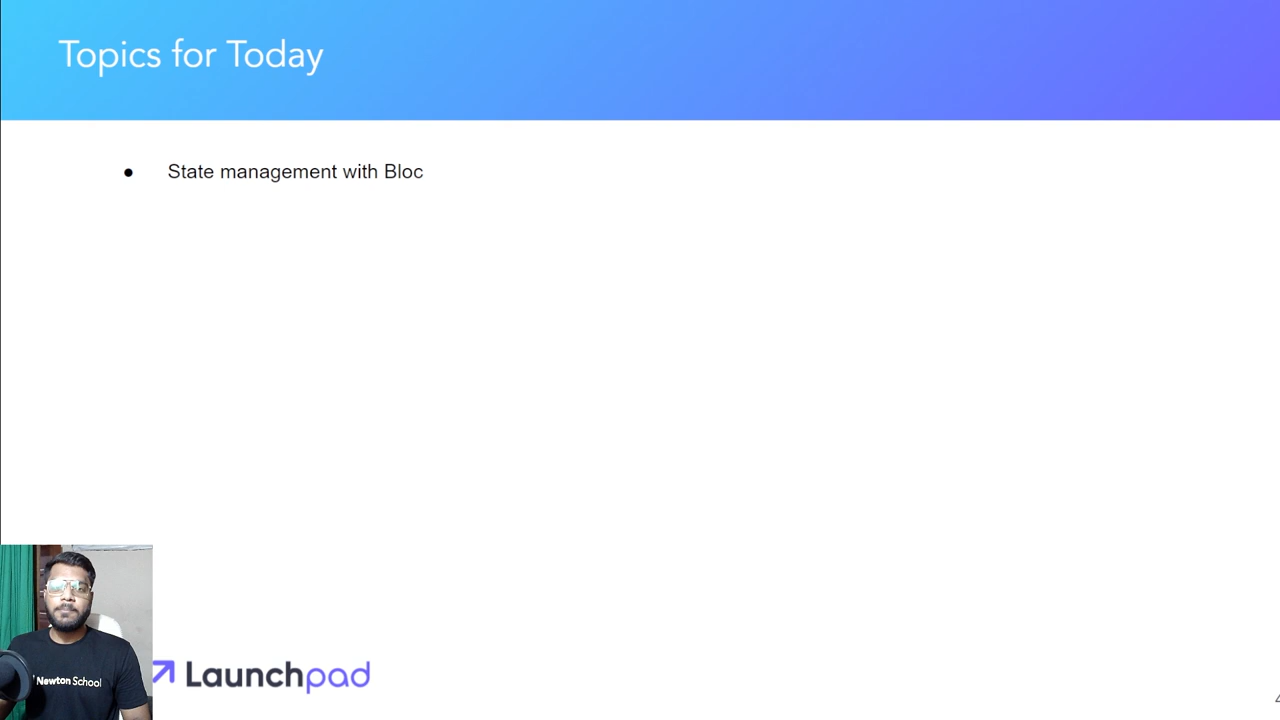 Topics for Today
● State management with Bloc
Newton School
Launchpad